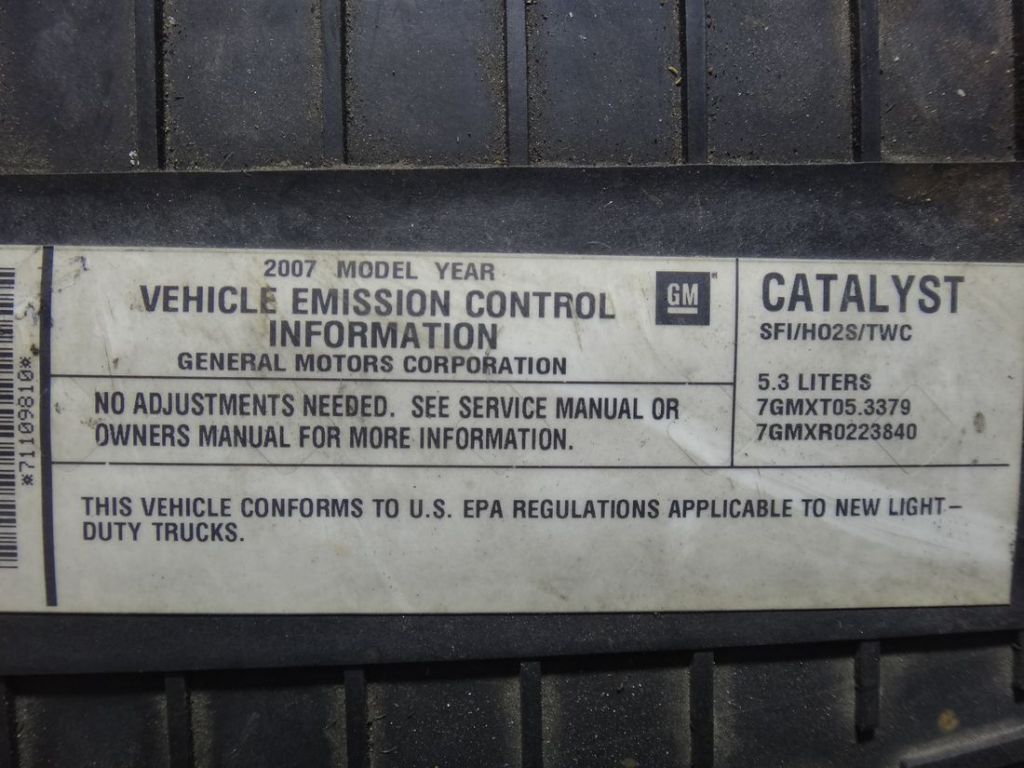 *71109810*
2007 MODEL YEAR
VEHICLE EMISSION CONTROL
INFORMATION
GENERAL MOTORS CORPORATION
GM
NO ADJUSTMENTS NEEDED. SEE SERVICE MANUAL OR
OWNERS MANUAL FOR MORE INFORMATION.
CATALYST
SFI/HO2S/TWC
5.3 LITERS
7GMXT05.3379
7GMXR0223840
THIS VEHICLE CONFORMS TO U.S. EPA REGULATIONS APPLICABLE TO NEW LIGHT-
DUTY TRUCKS.